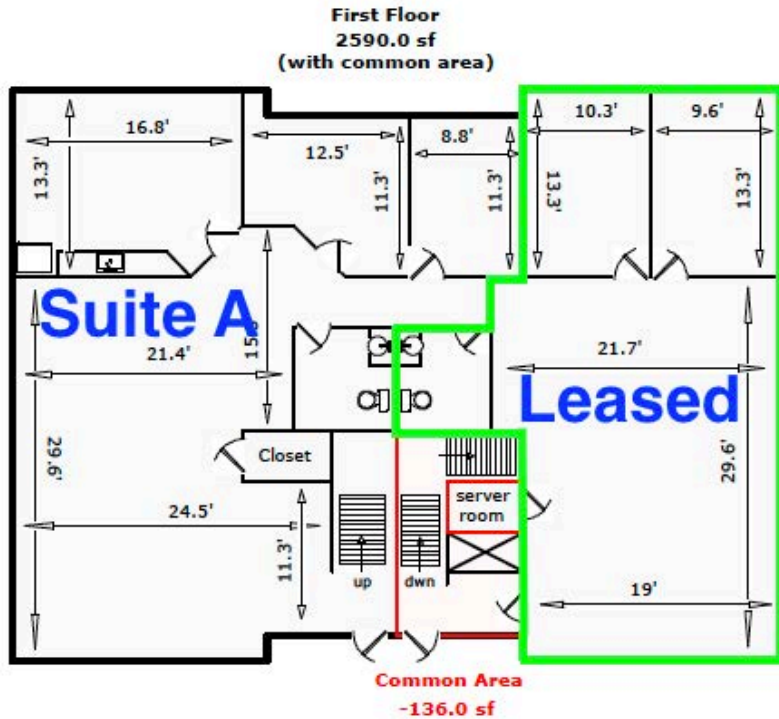 First Floor
2590.0 sf
(with common area)
16.8'
13.3'
12.5'
11.3'
8.8'
11.3'
10.3'
13.3'
9.6'
13.3'
Suite A
21.4'
21.7'
Leased
29.6'
29.6'
Closet
24.5'
11.3'
up
dwn
server
room
19'
Common Area
-136.0 sf